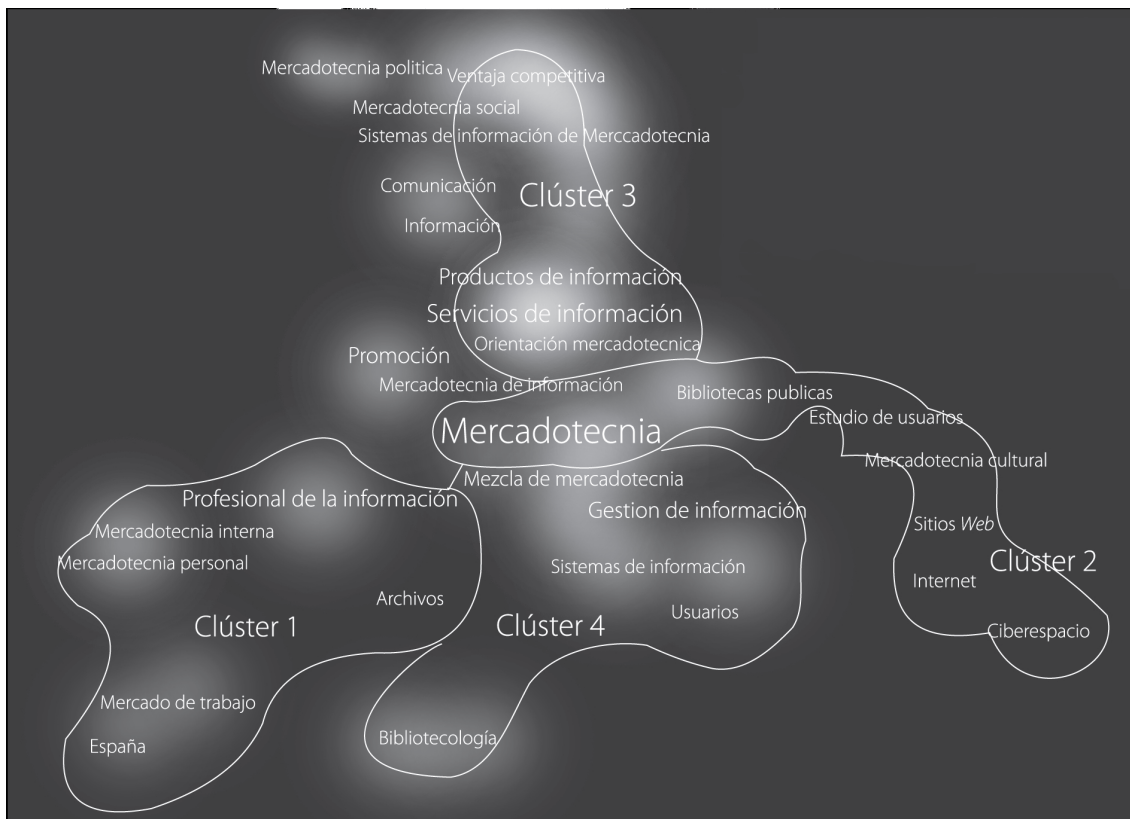 Mercadotecnia politica
Ventaja competitiva
Mercadotecnia social
Sistemas de información de Merccadotecnia
Comunicación
Clúster 3
Información
Productos de información
Servicios de información
Orientación mercadotecnica
Promoción
Mercadotecnia de información
Bibliotecas publicas
Estudio de usuarios
Mercadotecnia
Mercadotecnia cultural
Mezcla de mercadotecnia
Profesional de la información
Gestion de información
Sitios Web
Mercadotecnia interna
Mercadotecnia personal
Sistemas de información
Clúster 2
Internet
Archivos
Usuarios
Clúster 1
Clúster 4
Ciberespacio
Mercado de trabajo
España
Bibliotecología